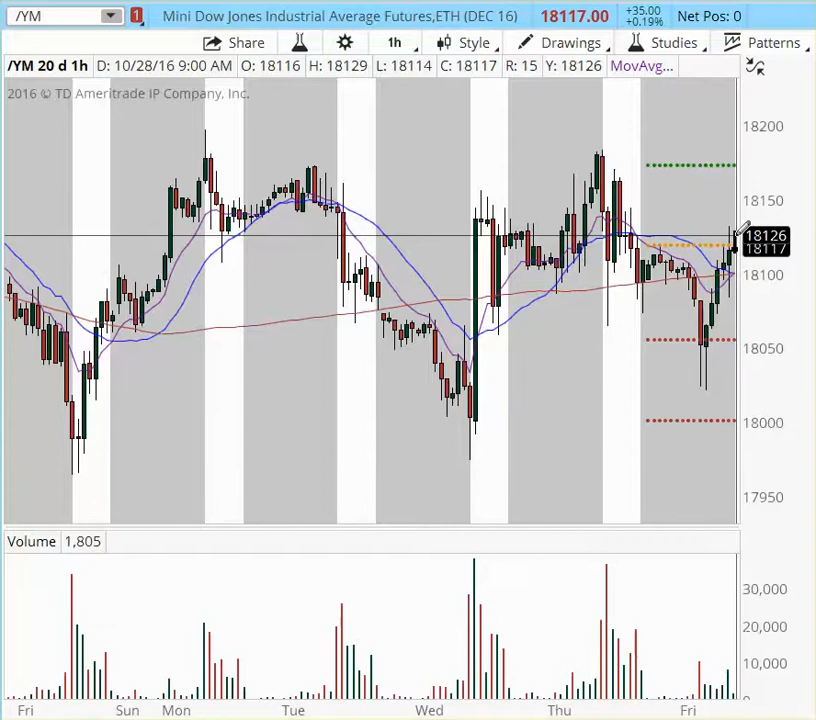 /YM 1 Mini Dow Jones Industrial Average Futures,ETH (DEC 16) 18117.00 +35.00 +0.19% Net Pos: 0
Share 1h Style Drawings Studies Patterns
/YM 20 d 1h D: 10/28/16 9:00 AM O: 18116 H: 18129 L: 18114 C: 18117 R: 15 Y: 18126 MovAvg...
2016 © TD Ameritrade IP Company, Inc.
18200
18150
18126
18117
18100
18050
18000
17950
Volume 1,805
30,000
20,000
10,000
0
Fri Sun Mon Tue Wed Thu Fri